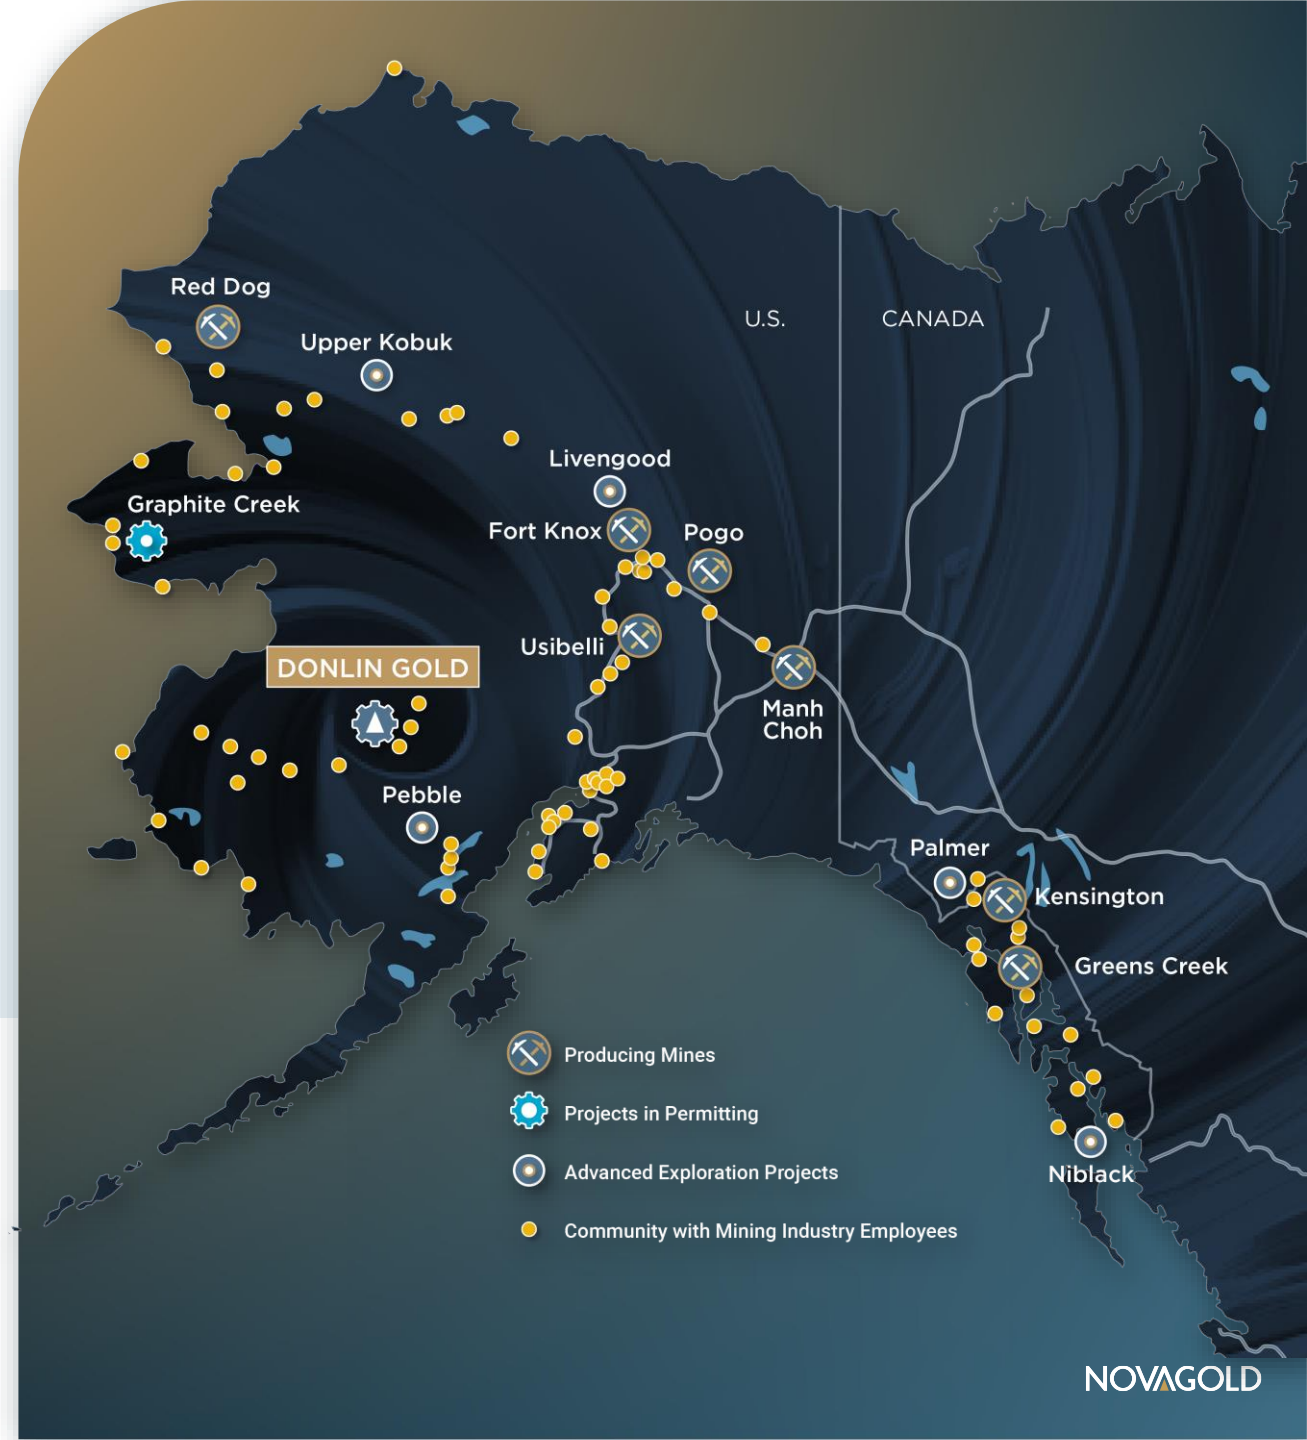 Red Dog
Upper Kobuk
U.S.
CANADA
Livengood
Graphite Creek
Fort Knox
Pogo
Usibelli
DONLIN GOLD
Manh
Choh
Pebble
Palmer
Kensington
Greens Creek
Producing Mines
Projects in Permitting
Advanced Exploration Projects
Niblack
Community with Mining Industry Employees
NOVAGOLD